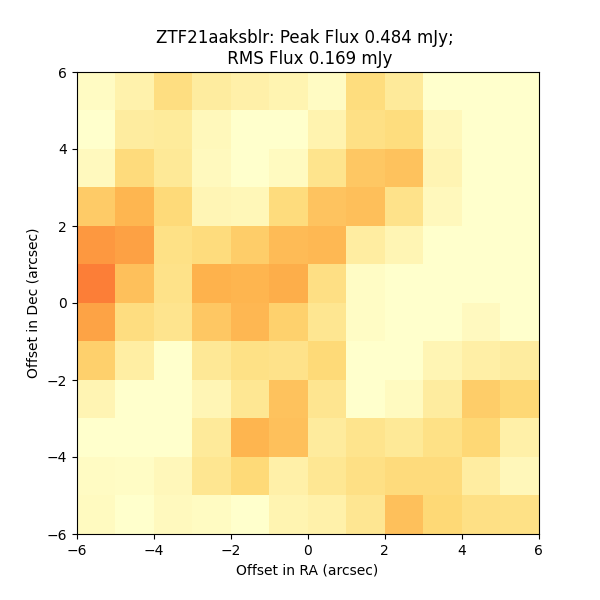 ZTF21aaksblr: Peak Flux 0.484 mJy;
RMS Flux 0.169 mJy
6
4
2
0
−2
−4
−6
Offset in Dec (arcsec)
−6 −4 −2 0 2 4 6
Offset in RA (arcsec)